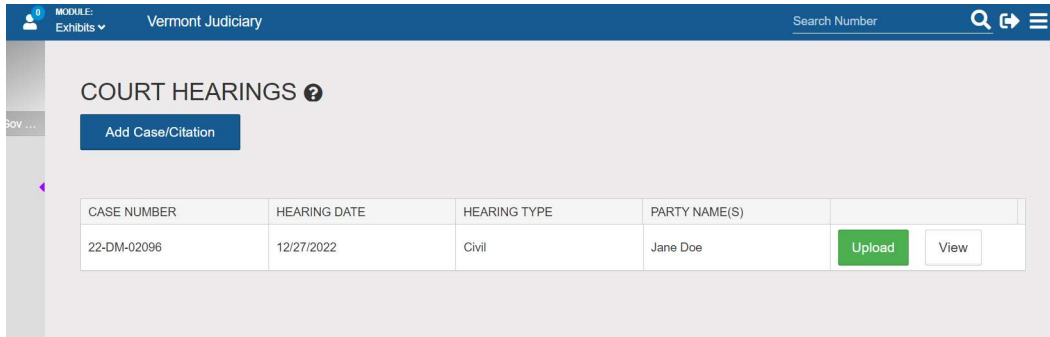 0
MODULE:
Exhibits
Vermont Judiciary
Search Number
COURT HEARINGS ?
Add Case/Citation
CASE NUMBER HEARING DATE HEARING TYPE PARTY NAME(S)
22-DM-02096 12/27/2022 Civil Jane Doe Upload View